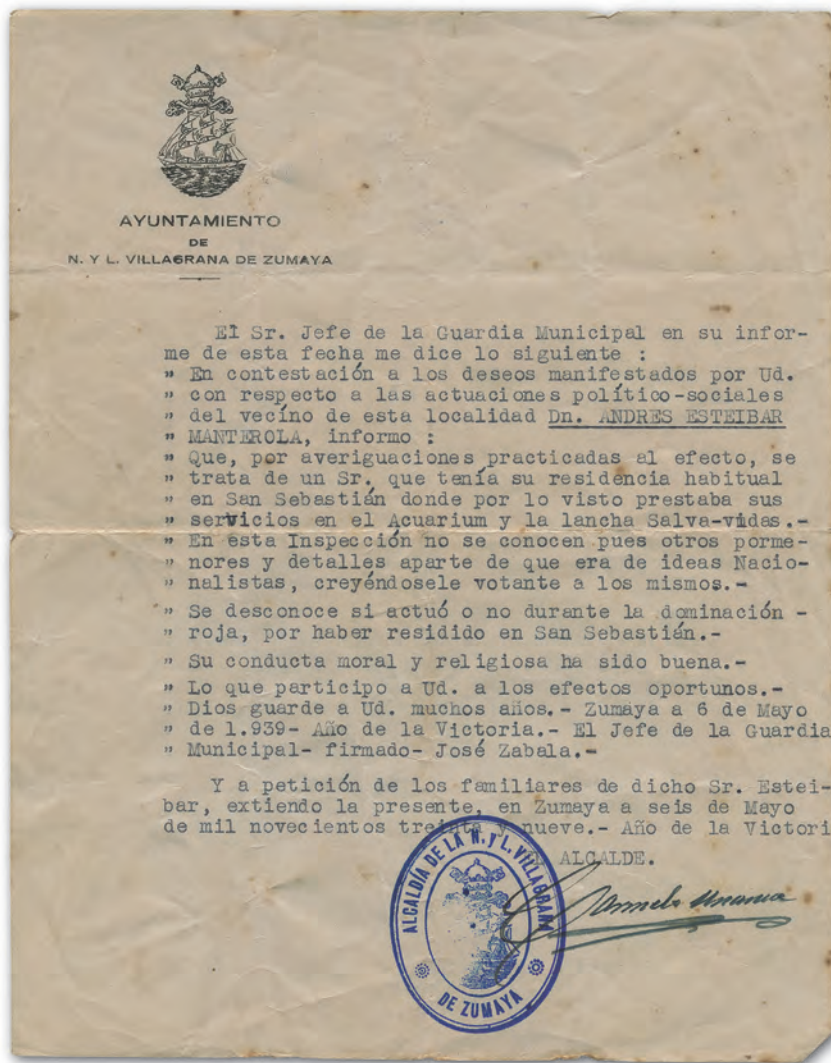 AYUNTAMIENTO
DE
N. Y L. VILLAGRANA DE ZUMAYA
El Sr. Jefe de la Guardia Municipal en su infor-
me de esta fecha me dice lo siguiente :
" En contestación a los deseos manifestados por Ud.
" con respecto a las actuaciones político-sociales
" del vecino de esta localidad Dn. ANDRES ESTEIBAR
" MANTEROLA, informo :
" Que, por averiguaciones practicadas al efecto, se
" trata de un Sr. que tenía su residencia habitual
" en San Sebastián donde por lo visto prestaba sus
" servicios en el Acuarium y la lancha Salva-vidas.-
" En esta Inspección no se conocen pues otros porme-
" nores y detalles aparte de que era de ideas Nacio-
" nalistas, creyéndosele votante a los mismos.-
" Se desconoce si actuó o no durante la dominación -
" roja, por haber residido en San Sebastián.-
" Su conducta moral y religiosa ha sido buena.-
" Lo que participo a Ud. a los efectos oportunos.-
" Dios guarde a Ud. muchos años.- Zumaya a 6 de Mayo
" de 1.939- Año de la Victoria.- El Jefe de la Guardia
" Municipal- firmado- José Zabala.-
Y a petición de los familiares de dicho Sr. Estei-
bar, extiendo la presente, en Zumaya a seis de Mayo
de mil novecientos treinta y nueve.- Año de la Victori
EL ALCALDE.
ALCALDÍA DE LA N. Y L. VILLAGRANA
DE ZUMAYA